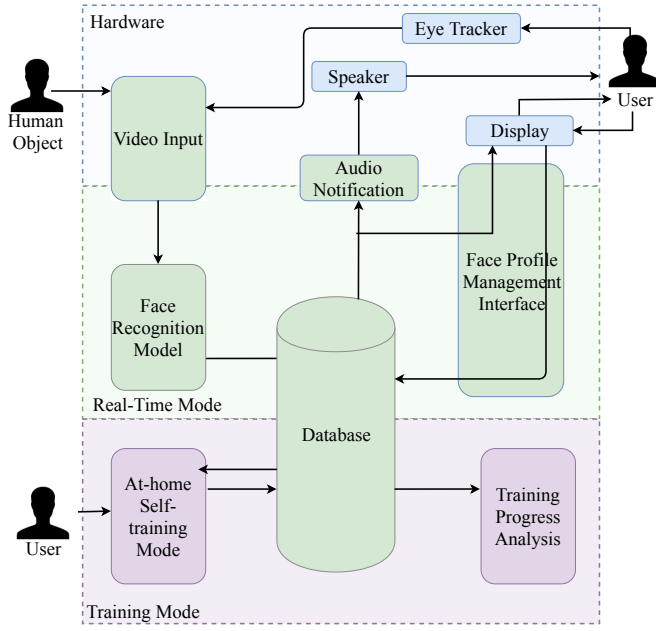 Hardware
Eye Tracker
Speaker
User
Human
Object
Video Input
Display
Audio
Notification
Face Profile
Management
Interface
Face
Recognition
Model
Real-Time Mode
Database
At-home
Self-
training
Mode
Training
Progress
Analysis
User
Training Mode